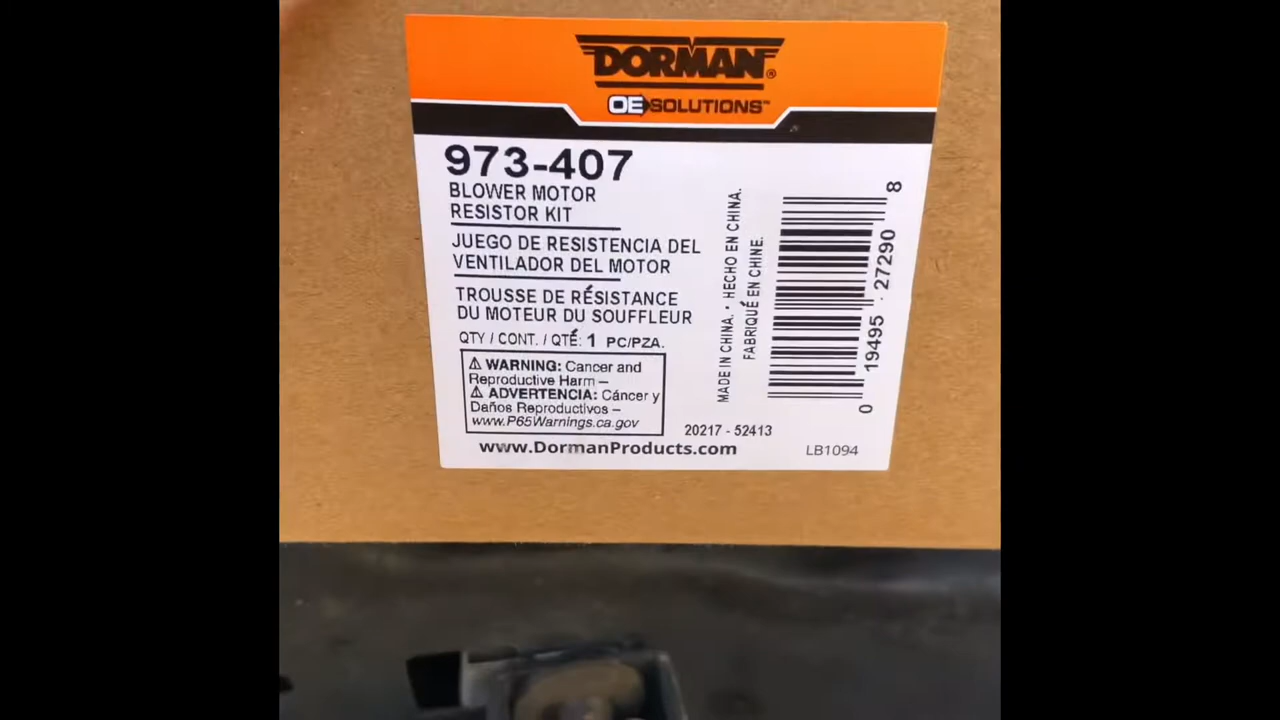 DORMAN®
OE SOLUTIONS™
973-407
BLOWER MOTOR
RESISTOR KIT
JUEGO DE RESISTENCIA DEL
VENTILADOR DEL MOTOR
TROUSSE DE RÉSISTANCE
DU MOTEUR DU SOUFFLEUR
QTY / CONT. / QTÉ: 1 PC/PZA.
⚠ WARNING: Cancer and
Reproductive Harm –
⚠ ADVERTENCIA: Cáncer y
Daños Reproductivos –
www.P65Warnings.ca.gov
MADE IN CHINA. • HECHO EN CHINA.
FABRIQUÉ EN CHINE.
0 19495 27290 8
20217 - 52413
www.DormanProducts.com
LB1094